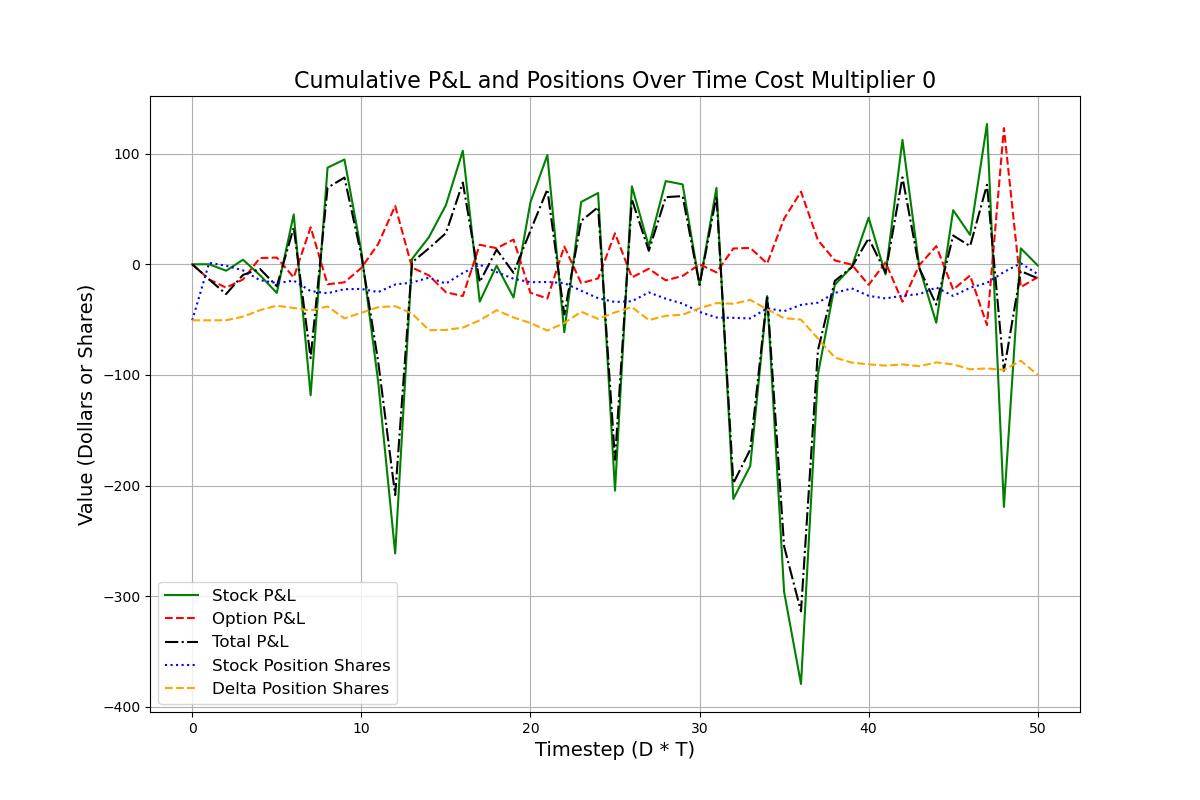 Cumulative P&L and Positions Over Time Cost Multiplier 0
Value (Dollars or Shares)
100
0
−100
−200
−300
−400
Stock P&L
Option P&L
Total P&L
Stock Position Shares
Delta Position Shares
0
10
20
30
40
50
Timestep (D * T)